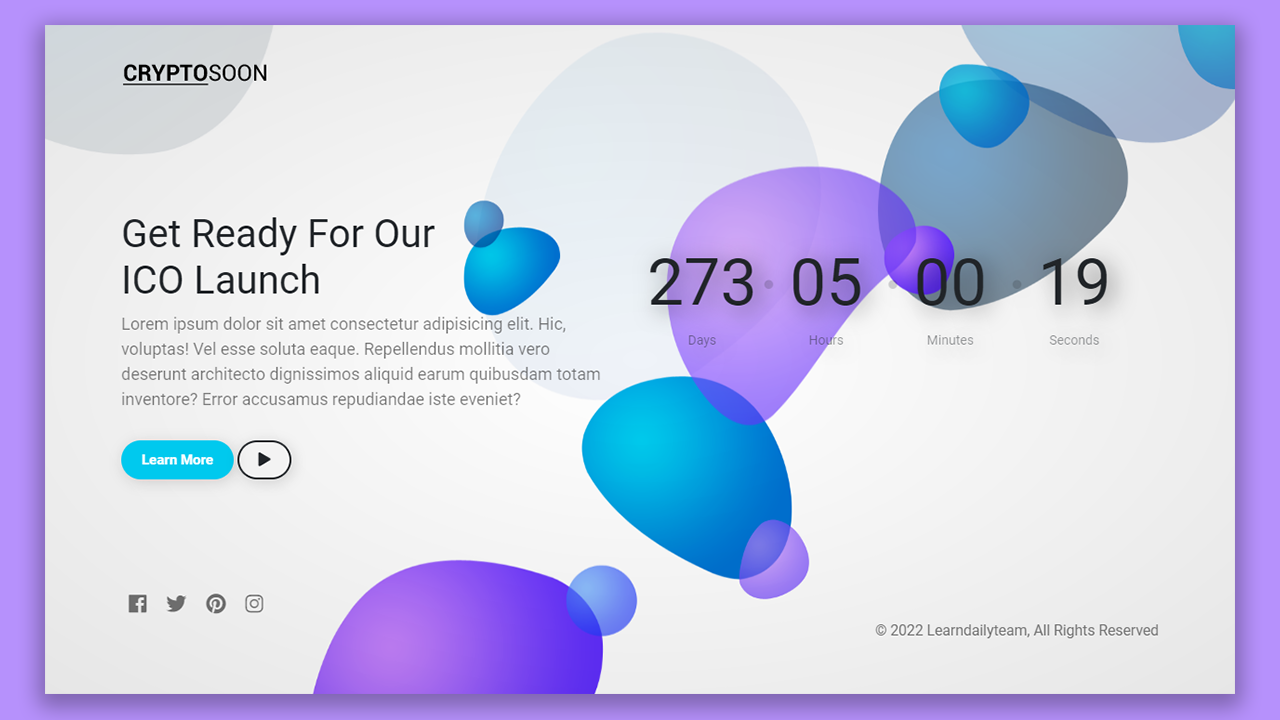 CRYPTOSOON
Get Ready For Our
ICO Launch
Lorem ipsum dolor sit amet consectetur adipisicing elit. Hic,
voluptas! Vel esse soluta eaque. Repellendus mollitia vero
deserunt architecto dignissimos aliquid earum quibusdam totam
inventore? Error accusamus repudiandae iste eveniet?
Learn More
273 05 00 19
Days Hours Minutes Seconds
© 2022 Learndailyteam, All Rights Reserved